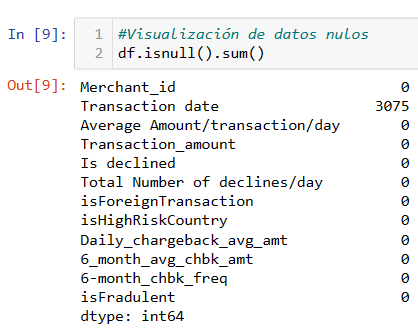 In [9]:
1 #Visualización de datos nulos
2 df.isnull().sum()
Out[9]:
Merchant_id 0
Transaction date 3075
Average Amount/transaction/day 0
Transaction_amount 0
Is declined 0
Total Number of declines/day 0
isForeignTransaction 0
isHighRiskCountry 0
Daily_chargeback_avg_amt 0
6_month_avg_chbk_amt 0
6-month_chbk_freq 0
isFradulent 0
dtype: int64